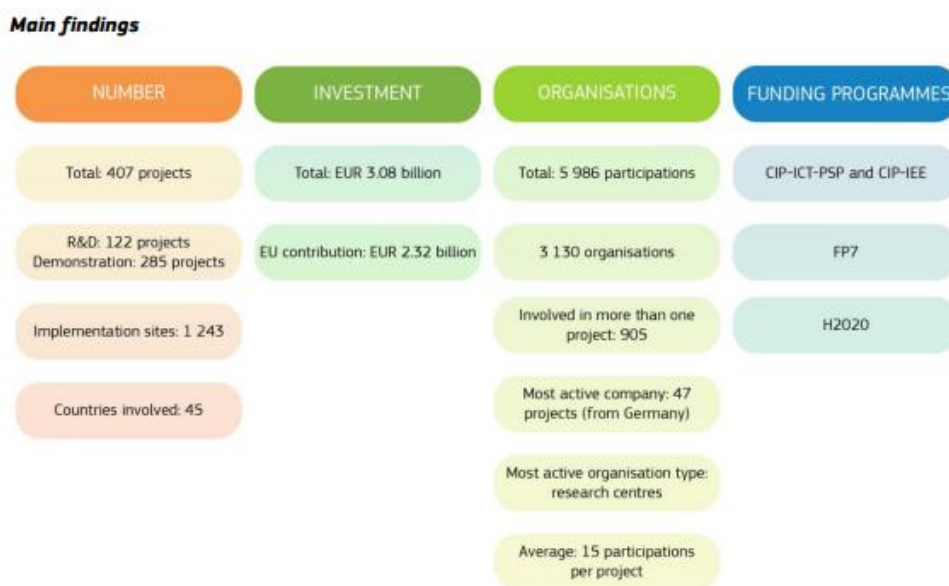 Main findings
NUMBER
Total: 407 projects
R&D: 122 projects
Demonstration: 285 projects
Implementation sites: 1 243
Countries involved: 45
INVESTMENT
Total: EUR 3.08 billion
EU contribution: EUR 2.32 billion
ORGANISATIONS
Total: 5 986 participations
3 130 organisations
Involved in more than one
project: 905
Most active company: 47
projects (from Germany)
Most active organisation type:
research centres
Average: 15 participations
per project
FUNDING PROGRAMMES
CIP-ICT-PSP and CIP-IEE
FP7
H2020